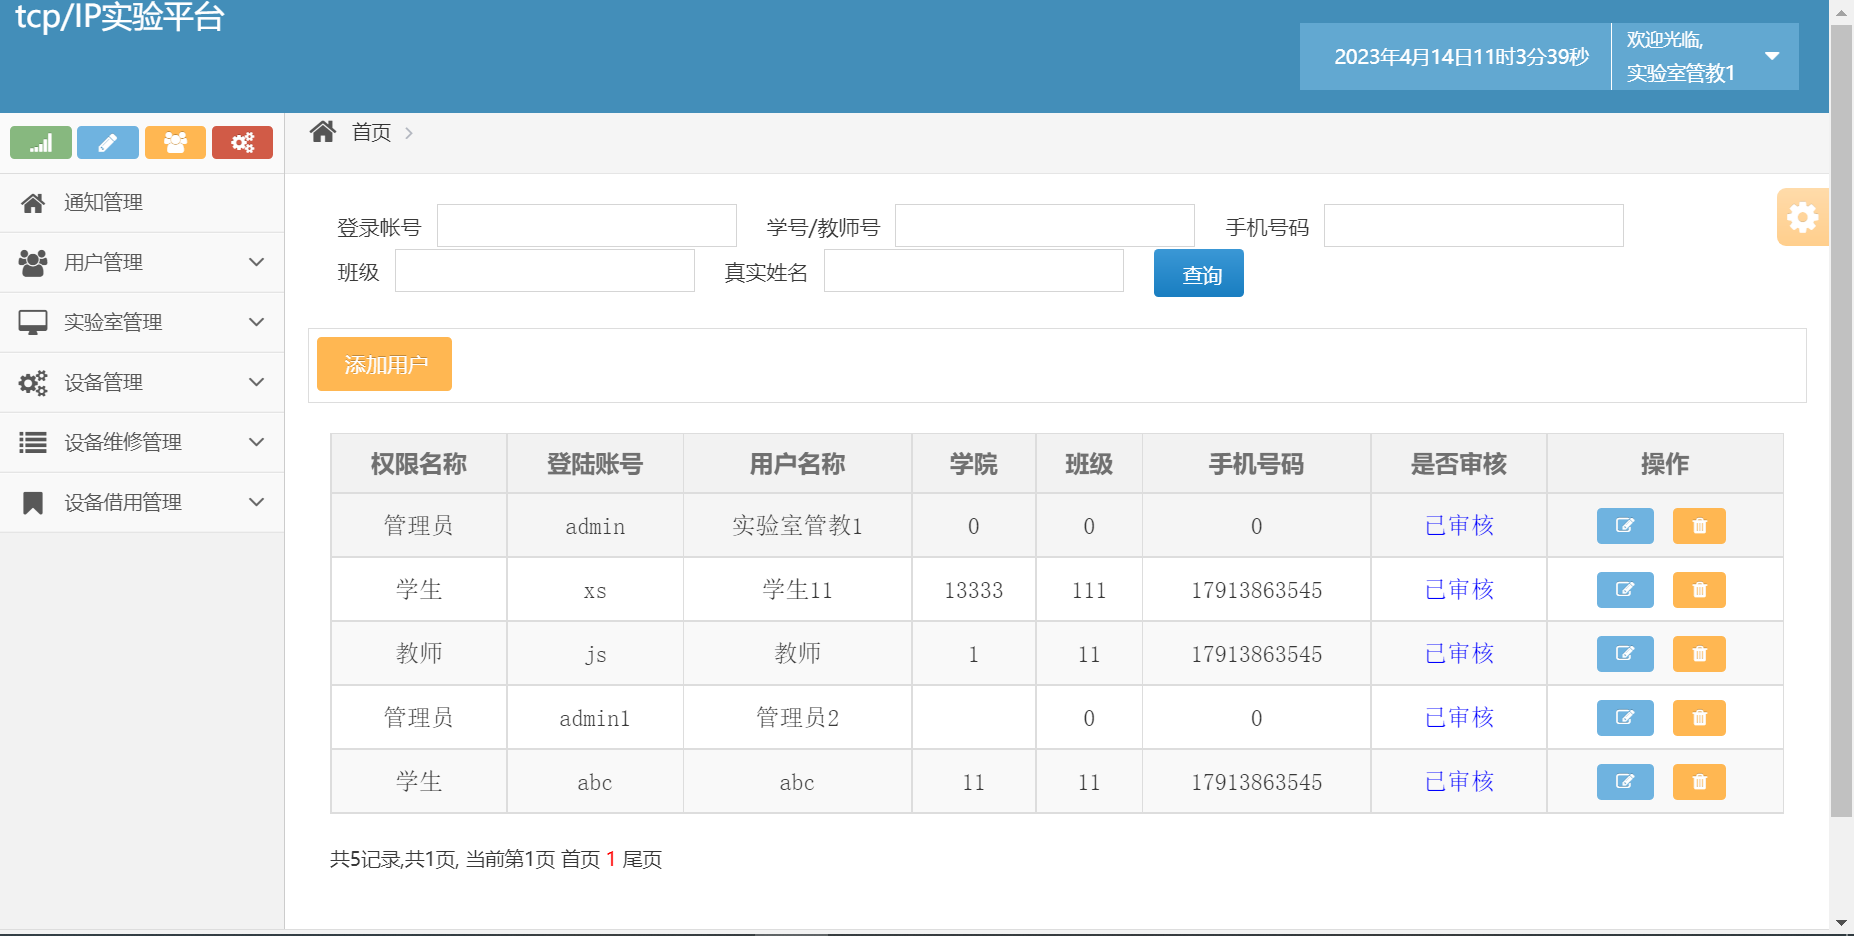 tcp/IP实验平台
2023年4月14日11时3分39秒
欢迎光临,
实验室管教1
首页
通知管理
用户管理
实验室管理
设备管理
设备维修管理
设备借用管理
登录帐号 学号/教师号 手机号码
班级 真实姓名 查询
添加用户
权限名称 登陆账号 用户名称 学院 班级 手机号码 是否审核 操作
管理员 admin 实验室管教1 0 0 0 已审核
学生 xs 学生11 13333 111 17913863545 已审核
教师 js 教师 1 11 17913863545 已审核
管理员 admin1 管理员2 0 0 已审核
学生 abc abc 11 11 17913863545 已审核
共5记录,共1页, 当前第1页 首页 1 尾页